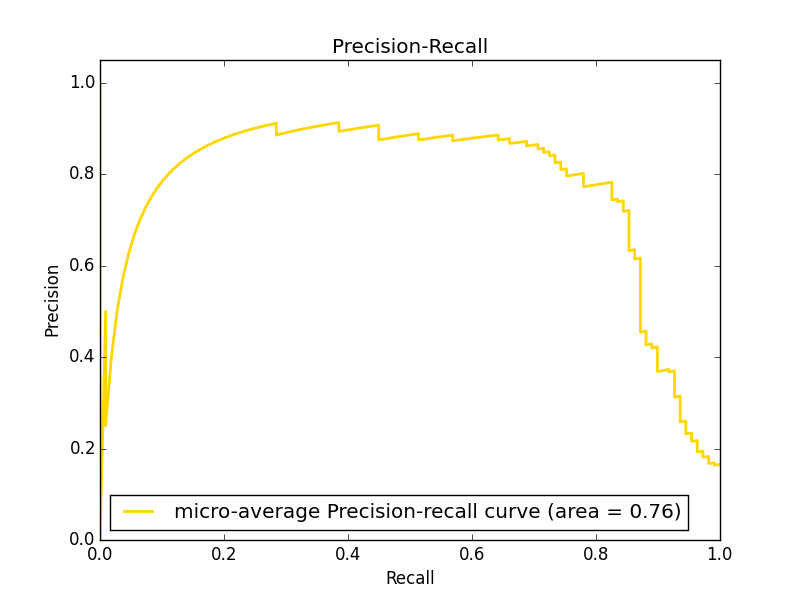 Precision-Recall
1.0
0.8
0.6
0.4
0.2
0.0
Precision
micro-average Precision-recall curve (area = 0.76)
0.0 0.2 0.4 0.6 0.8 1.0
Recall